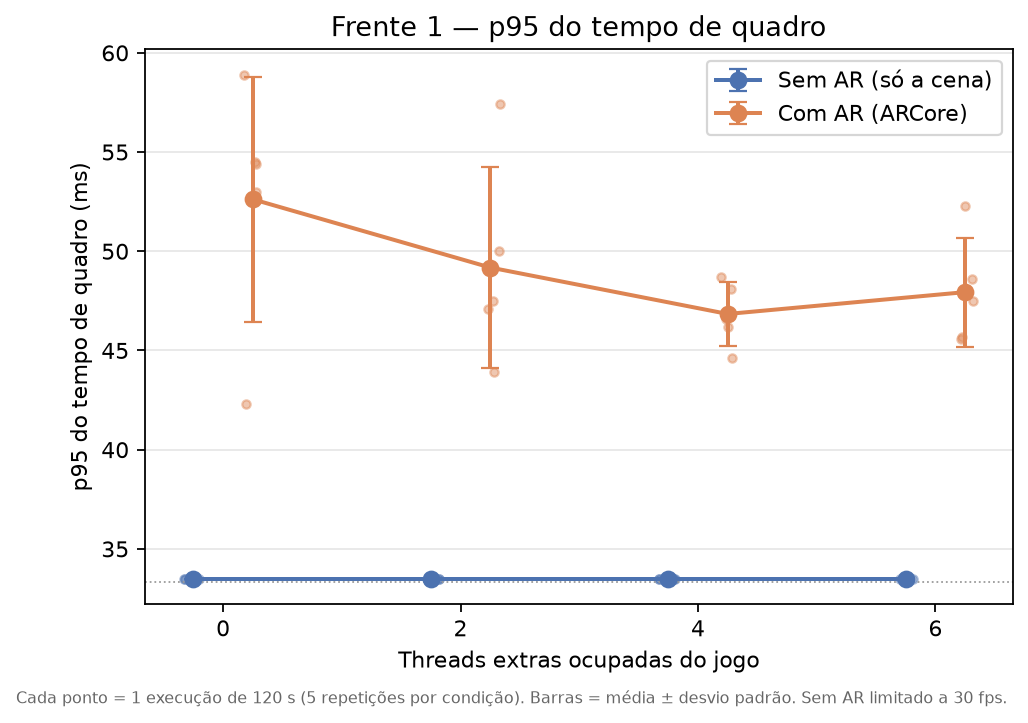 Frente 1 — p95 do tempo de quadro
60
Sem AR (só a cena)
Com AR (ARCore)
55
50
45
40
35
p95 do tempo de quadro (ms)
0 2 4 6
Threads extras ocupadas do jogo
Cada ponto = 1 execução de 120 s (5 repetições por condição). Barras = média ± desvio padrão. Sem AR limitado a 30 fps.